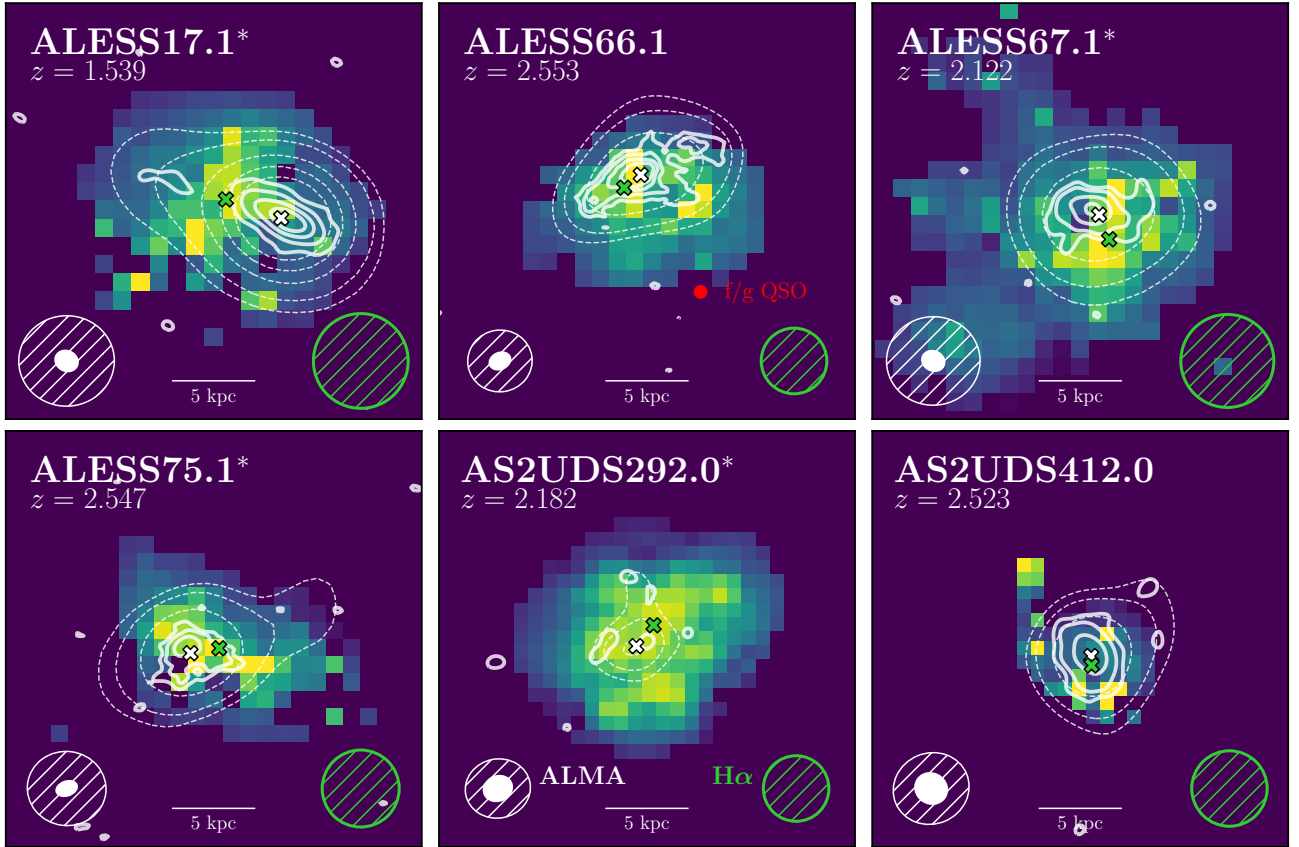 ALESS17.1*
z = 1.539
5 kpc
ALESS66.1
z = 2.553
f/g QSO
5 kpc
ALESS67.1*
z = 2.122
5 kpc
ALESS75.1*
z = 2.547
5 kpc
AS2UDS292.0*
z = 2.182
ALMA
Hα
5 kpc
AS2UDS412.0
z = 2.523
5 kpc